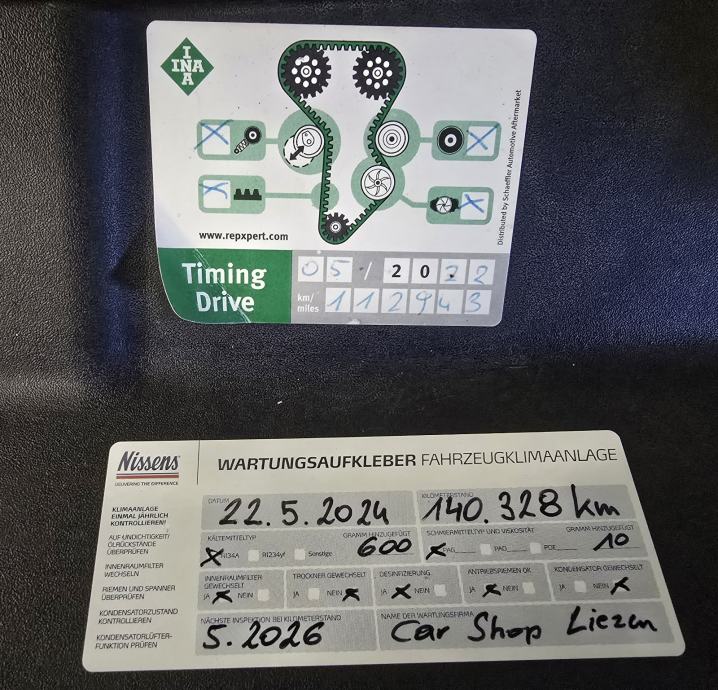 INA
INA
www.repxpert.com
Distributed by Schaeffler Automotive Aftermarket
Timing
Drive
05 / 2022
km/
miles
112943
Nissens
DELIVERING THE DIFFERENCE
WARTUNGSAUFKLEBER FAHRZEUGKLIMAANLAGE
KLIMAANLAGE
EINMAL JÄHRLICH
KONTROLLIEREN!
AUF UNDICHTIGKEIT/
ÖLRÜCKSTÄNDE
ÜBERPRÜFEN
INNENRAUMFILTER
WECHSELN
RIEMEN UND SPANNER
ÜBERPRÜFEN
KONDENSATORZUSTAND
KONTROLLIEREN
KONDENSATORLÜFTER-
FUNKTION PRÜFEN
DATUM
22.5.2024
KILOMETERSTAND
140.328 km
KÄLTEMITTELTYP
GRAMM HINZUGEFÜGT
X R134A R1234yf Sonstige 600
SCHMIERMITTELTYP UND VISKOSITÄT
GRAMM HINZUGEFÜGT
X PAG PAO POE 10
INNENRAUMFILTER
GEWECHSELT
JA X NEIN
TROCKNER GEWECHSELT
JA NEIN X
DESINFIZIERUNG
JA X NEIN
ANTRIEBSRIEMEN OK
JA X NEIN
KONDENSATOR GEWECHSELT
JA NEIN X
NÄCHSTE INSPEKTION BEI KILOMETERSTAND
5.2026
NAME DER WARTUNGSFIRMA
Car Shop Liezen